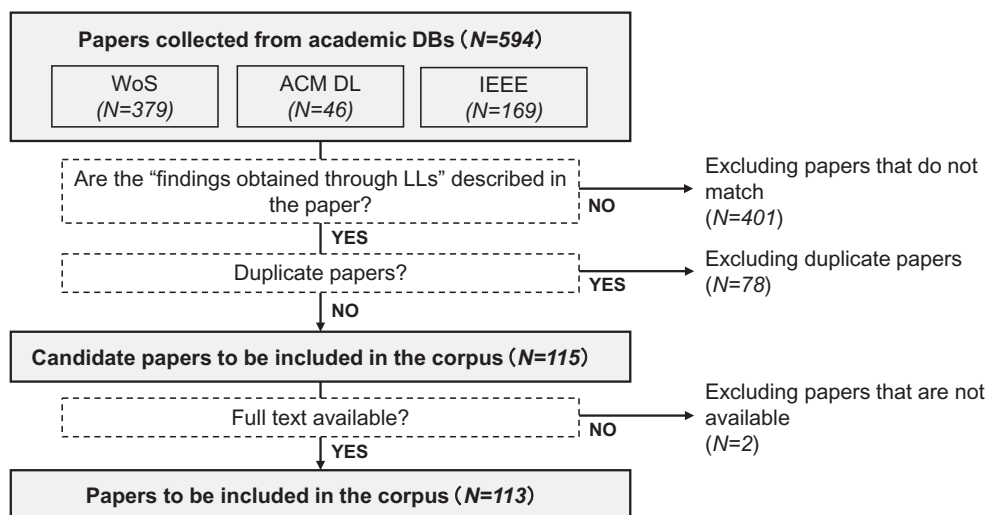 Papers collected from academic DBs（N=594）
WoS
(N=379)
ACM DL
(N=46)
IEEE
(N=169)
Are the “findings obtained through LLs” described in
the paper?
NO
Excluding papers that do not
match
(N=401)
YES
Duplicate papers?
YES
Excluding duplicate papers
(N=78)
NO
Candidate papers to be included in the corpus（N=115）
Full text available?
NO
Excluding papers that are not
available
(N=2)
YES
Papers to be included in the corpus（N=113）